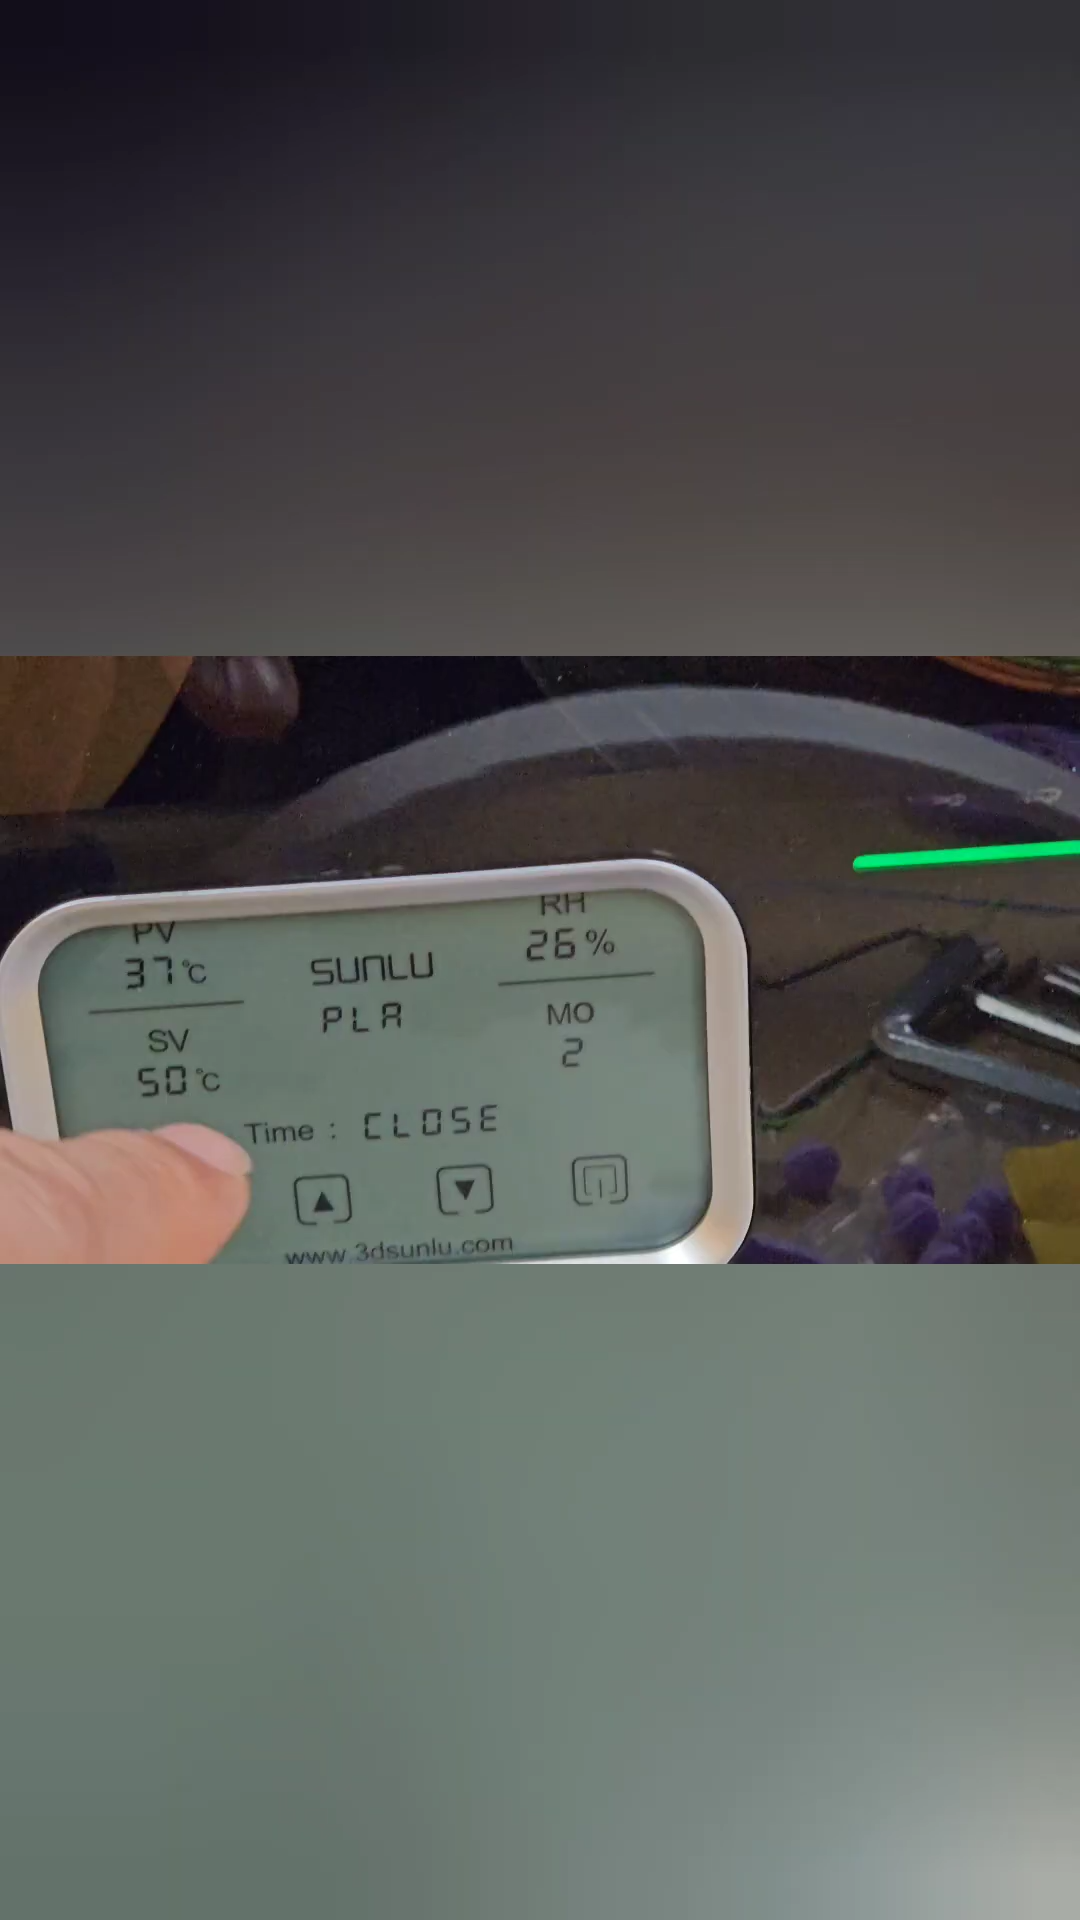 PV
37°C
SUNLU
RH
26%
PLA
SV
50°C
MO
2
Time : CLOSE
www.3dsunlu.com